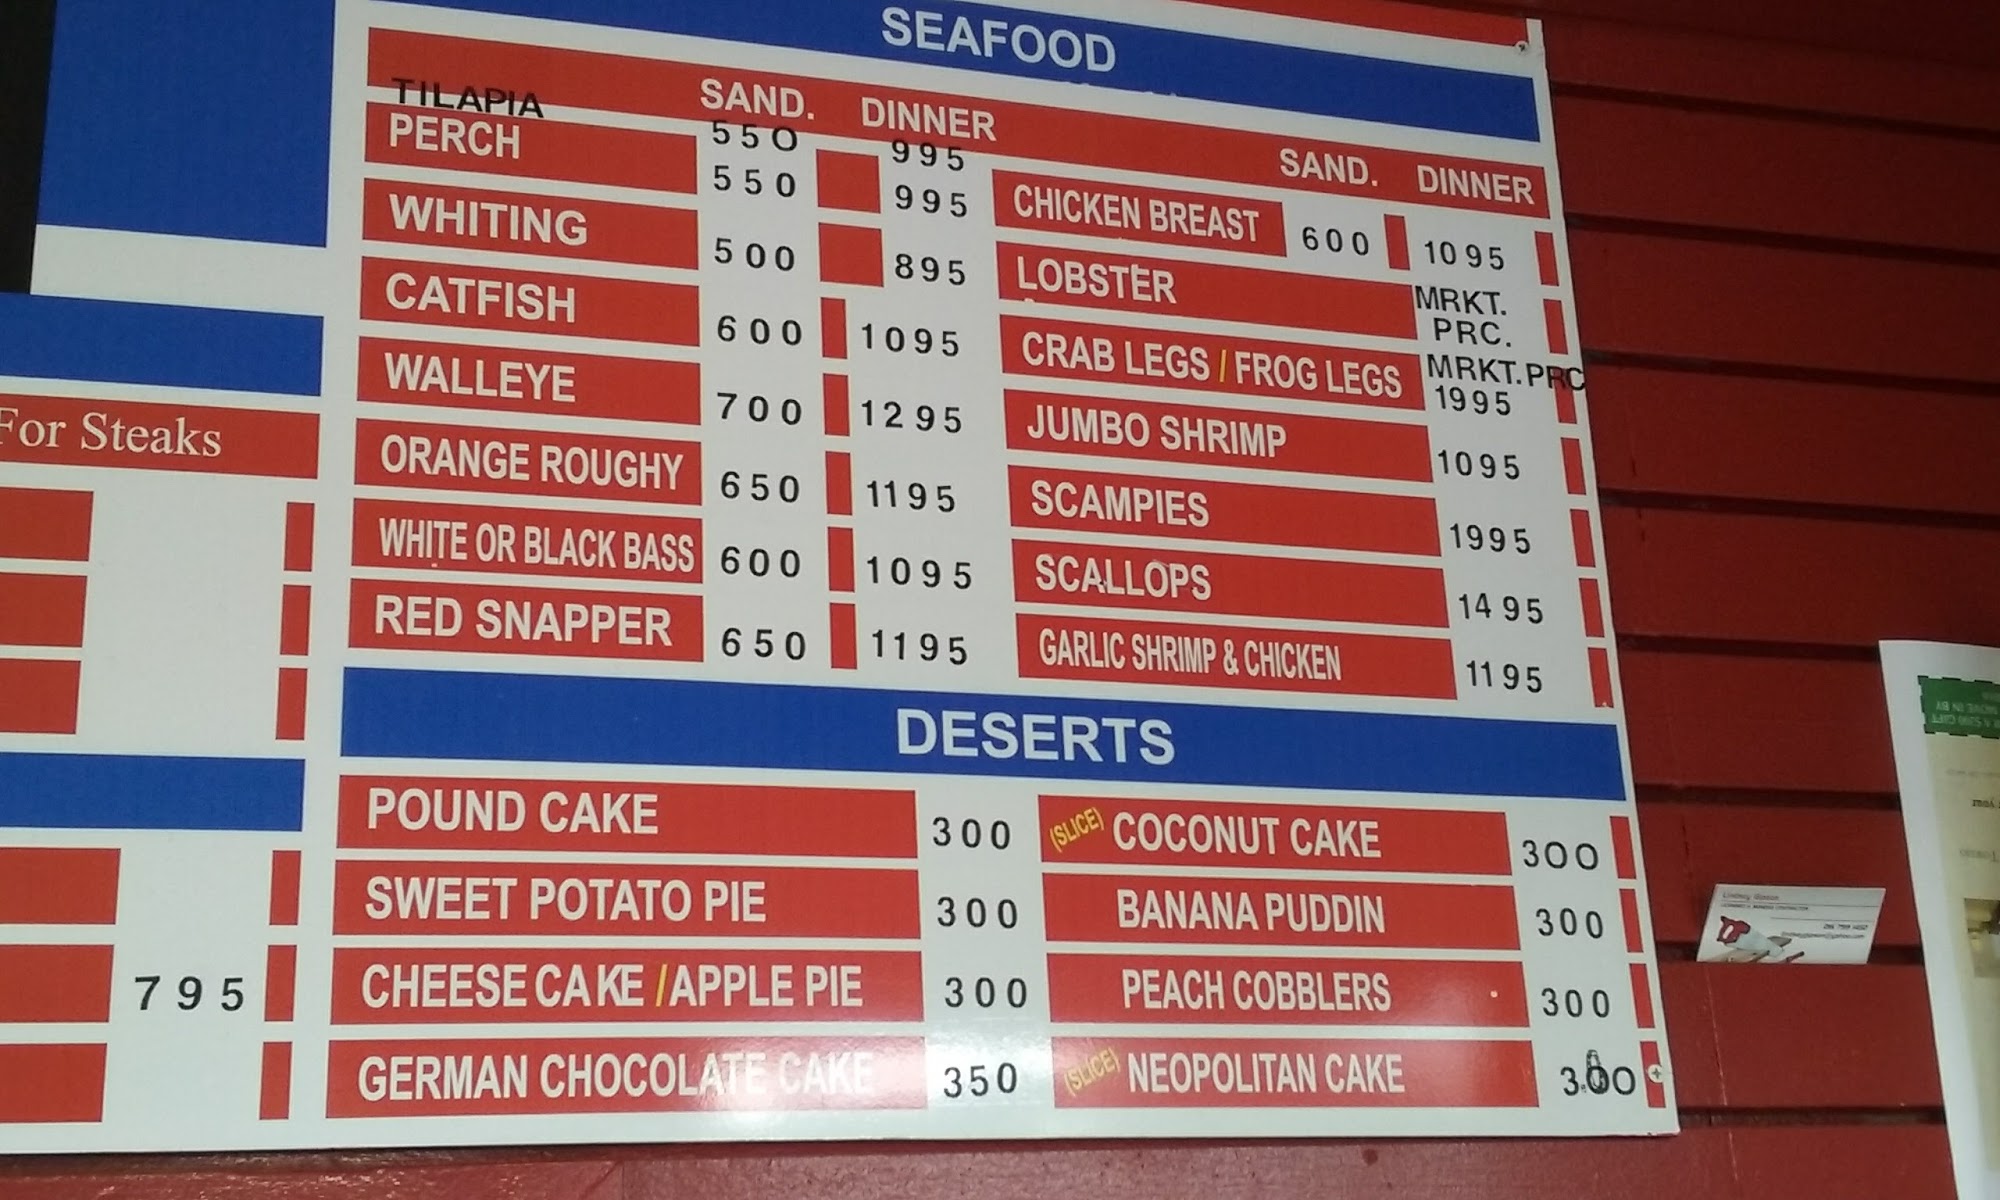 SEAFOOD
SAND. DINNER
TILAPIA 550 995
PERCH 550 995
WHITING 500 895
CATFISH 600 1095
WALLEYE 700 1295
ORANGE ROUGHY 650 1195
WHITE OR BLACK BASS 600 1095
RED SNAPPER 650 1195
SAND. DINNER
CHICKEN BREAST 600 1095
LOBSTER MRKT.
PRC.
CRAB LEGS / FROG LEGS MRKT.PRC
1995
JUMBO SHRIMP 1095
SCAMPIES 1995
SCALLOPS 1495
GARLIC SHRIMP & CHICKEN 1195
For Steaks
795
DESERTS
POUND CAKE 300
SWEET POTATO PIE 300
CHEESE CAKE / APPLE PIE 300
GERMAN CHOCOLATE CAKE 350
(SLICE) COCONUT CAKE 300
BANANA PUDDIN 300
PEACH COBBLERS 300
(SLICE) NEOPOLITAN CAKE